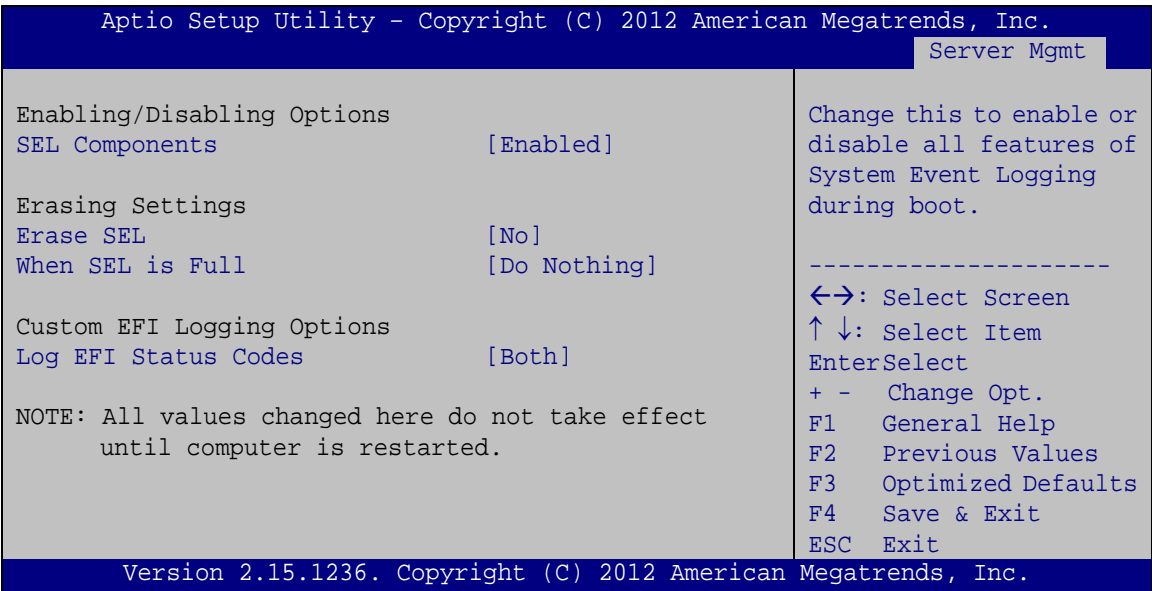 Aptio Setup Utility – Copyright (C) 2012 American Megatrends, Inc.
Server Mgmt
Enabling/Disabling Options
SEL Components [Enabled]
Erasing Settings
Erase SEL [No]
When SEL is Full [Do Nothing]
Custom EFI Logging Options
Log EFI Status Codes [Both]
NOTE: All values changed here do not take effect
until computer is restarted.
Change this to enable or
disable all features of
System Event Logging
during boot.
---------------------
←→: Select Screen
↑ ↓: Select Item
EnterSelect
+ - Change Opt.
F1 General Help
F2 Previous Values
F3 Optimized Defaults
F4 Save & Exit
ESC Exit
Version 2.15.1236. Copyright (C) 2012 American Megatrends, Inc.